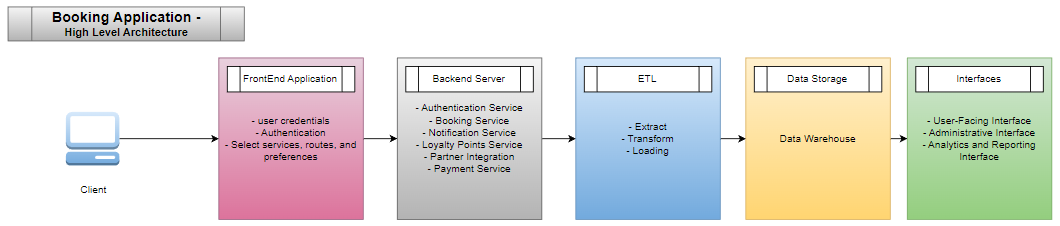 Booking Application -
High Level Architecture
Client
FrontEnd Application
- user credentials
- Authentication
- Select services, routes, and
preferences
Backend Server
- Authentication Service
- Booking Service
- Notification Service
- Loyalty Points Service
- Partner Integration
- Payment Service
ETL
- Extract
- Transform
- Loading
Data Storage
Data Warehouse
Interfaces
- User-Facing Interface
- Administrative Interface
- Analytics and Reporting
Interface